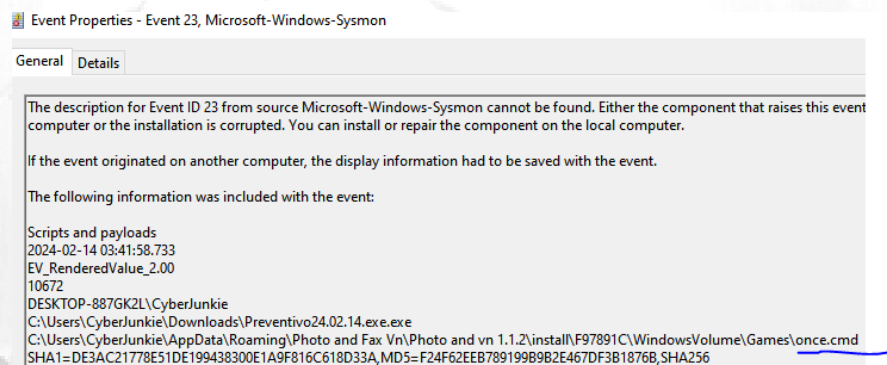 Event Properties - Event 23, Microsoft-Windows-Sysmon
General Details
The description for Event ID 23 from source Microsoft-Windows-Sysmon cannot be found. Either the component that raises this event
computer or the installation is corrupted. You can install or repair the component on the local computer.
If the event originated on another computer, the display information had to be saved with the event.
The following information was included with the event:
Scripts and payloads
2024-02-14 03:41:58.733
EV_RenderedValue_2.00
10672
DESKTOP-887GK2L\CyberJunkie
C:\Users\CyberJunkie\Downloads\Preventivo24.02.14.exe.exe
C:\Users\CyberJunkie\AppData\Roaming\Photo and Fax Vn\Photo and vn 1.1.2\install\F97891C\WindowsVolume\Games\once.cmd
SHA1=DE3AC21778E51DE199438300E1A9F816C618D33A,MD5=F24F62EEB789199B9B2E467DF3B1876B,SHA256